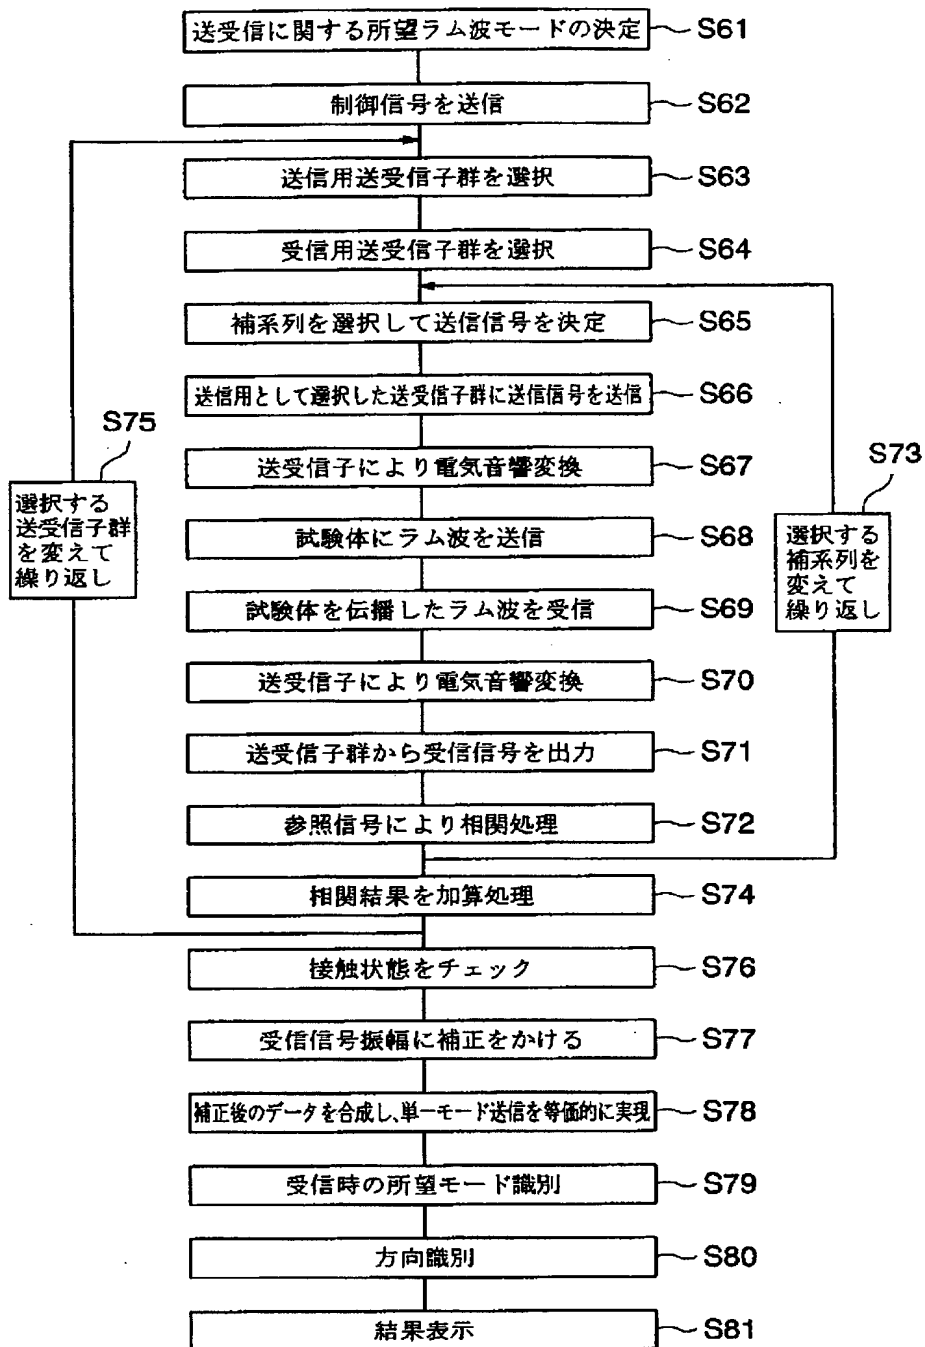 送受信に関する所望ラム波モードの決定 S61
制御信号を送信 S62
送信用送受信子群を選択 S63
受信用送受信子群を選択 S64
補系列を選択して送信信号を決定 S65
送信用として選択した送受信子群に送信信号を送信 S66
S75
選択する
送受信子群
を変えて
繰り返し
送受信子により電気音響変換 S67
S73
選択する
補系列を
変えて
繰り返し
試験体にラム波を送信 S68
試験体を伝播したラム波を受信 S69
送受信子により電気音響変換 S70
送受信子群から受信信号を出力 S71
参照信号により相関処理 S72
相関結果を加算処理 S74
接触状態をチェック S76
受信信号振幅に補正をかける S77
補正後のデータを合成し、単一モード送信を等価的に実現 S78
受信時の所望モード識別 S79
方向識別 S80
結果表示 S81